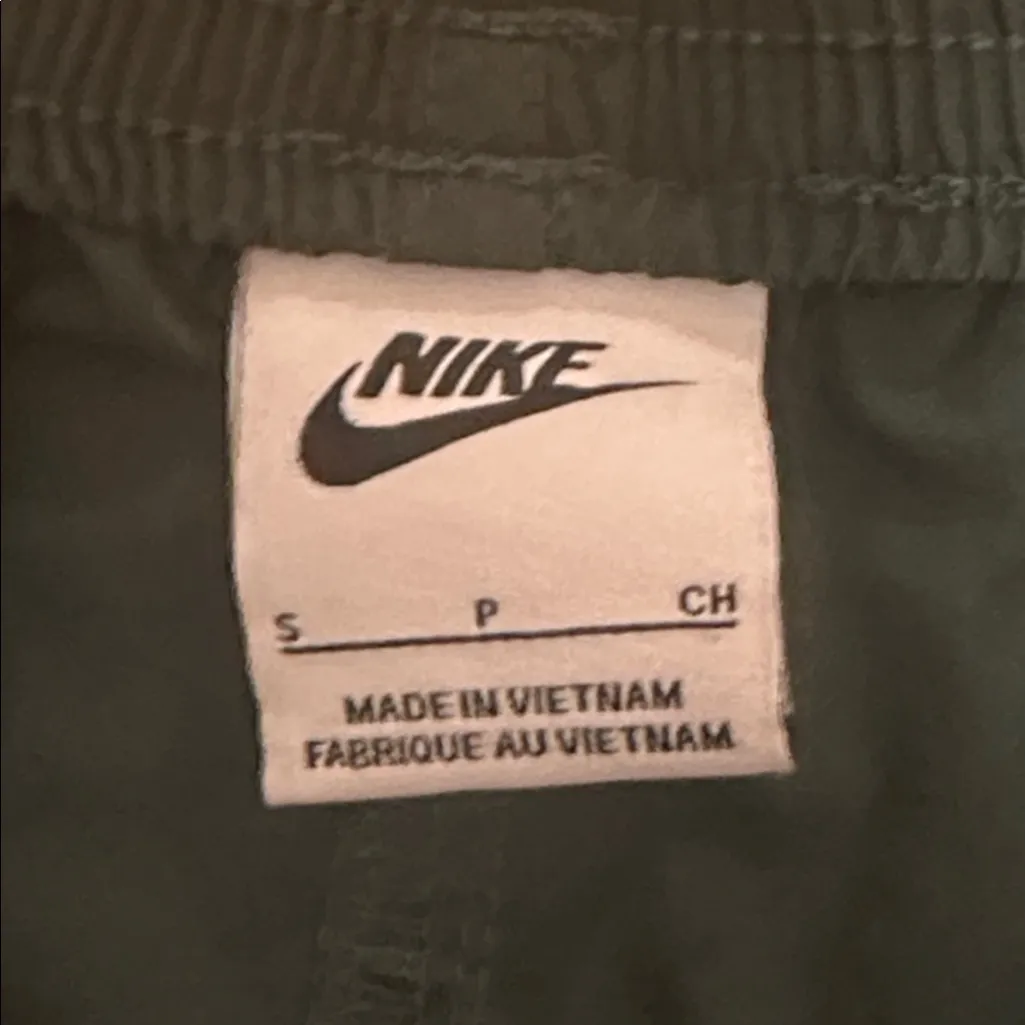 NIKE
S P CH
MADE IN VIETNAM
FABRIQUE AU VIETNAM